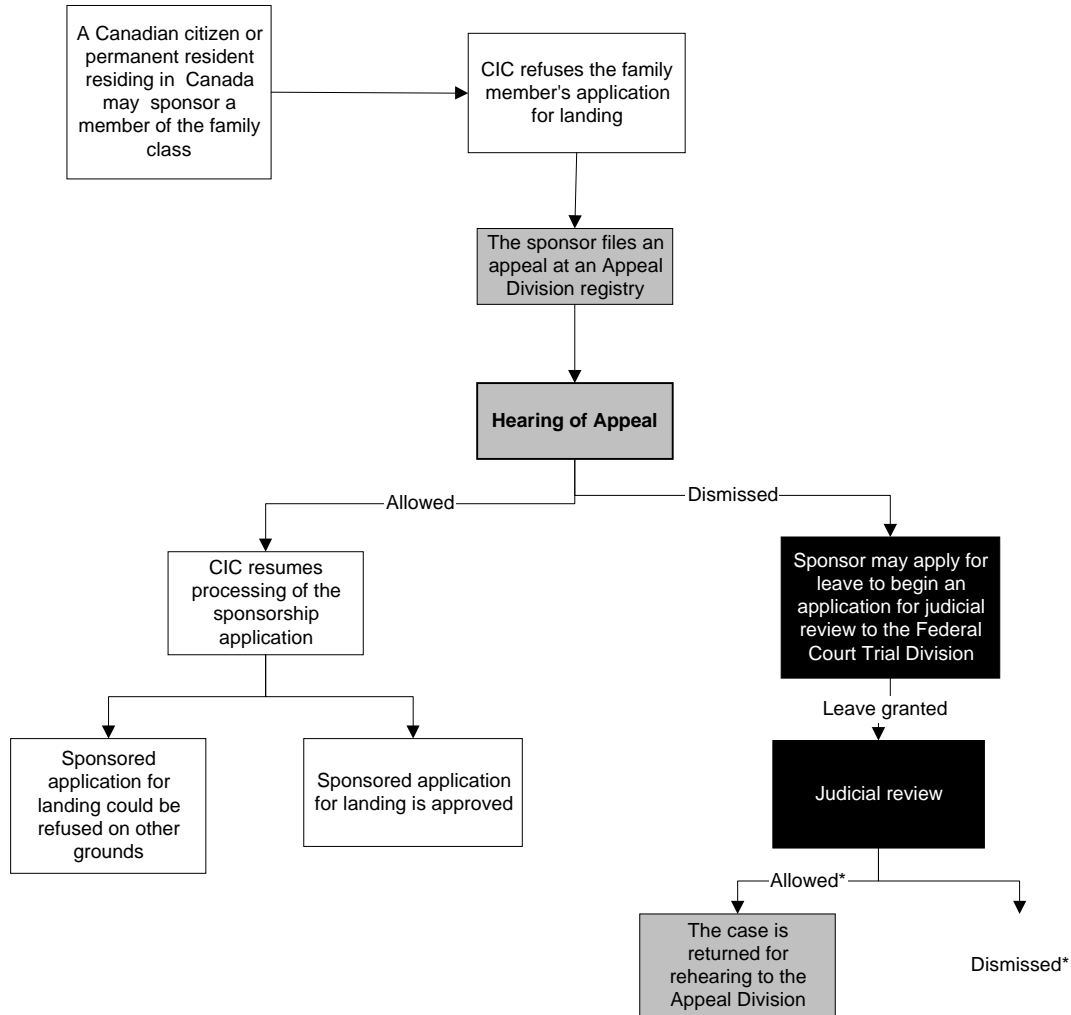 A Canadian citizen or
permanent resident
residing in Canada
may sponsor a
member of the family
class
CIC refuses the family
member's application
for landing
The sponsor files an
appeal at an Appeal
Division registry
Hearing of Appeal
Allowed
Dismissed
CIC resumes
processing of the
sponsorship
application
Sponsor may apply for
leave to begin an
application for judicial
review to the Federal
Court Trial Division
Leave granted
Sponsored
application for
landing could be
refused on other
grounds
Sponsored application
for landing is approved
Judicial review
Allowed*
The case is
returned for
rehearing to the
Appeal Division
Dismissed*